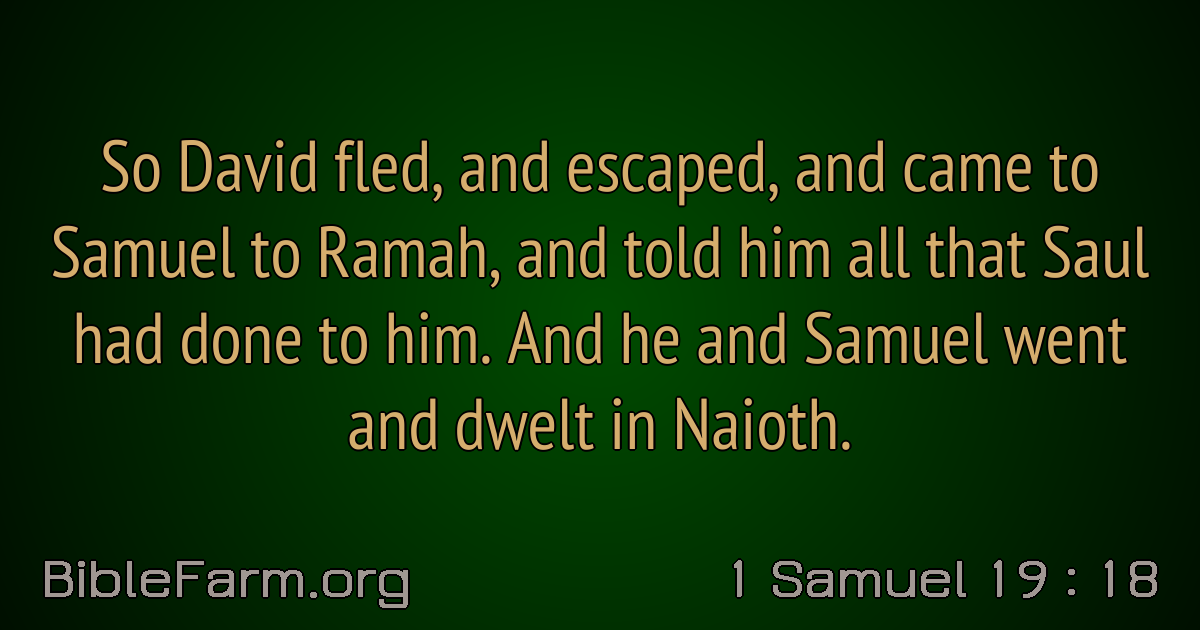 So David fled, and escaped, and came to
Samuel to Ramah, and told him all that Saul
had done to him. And he and Samuel went
and dwelt in Naioth.
BibleFarm.org
1 Samuel 19 : 18